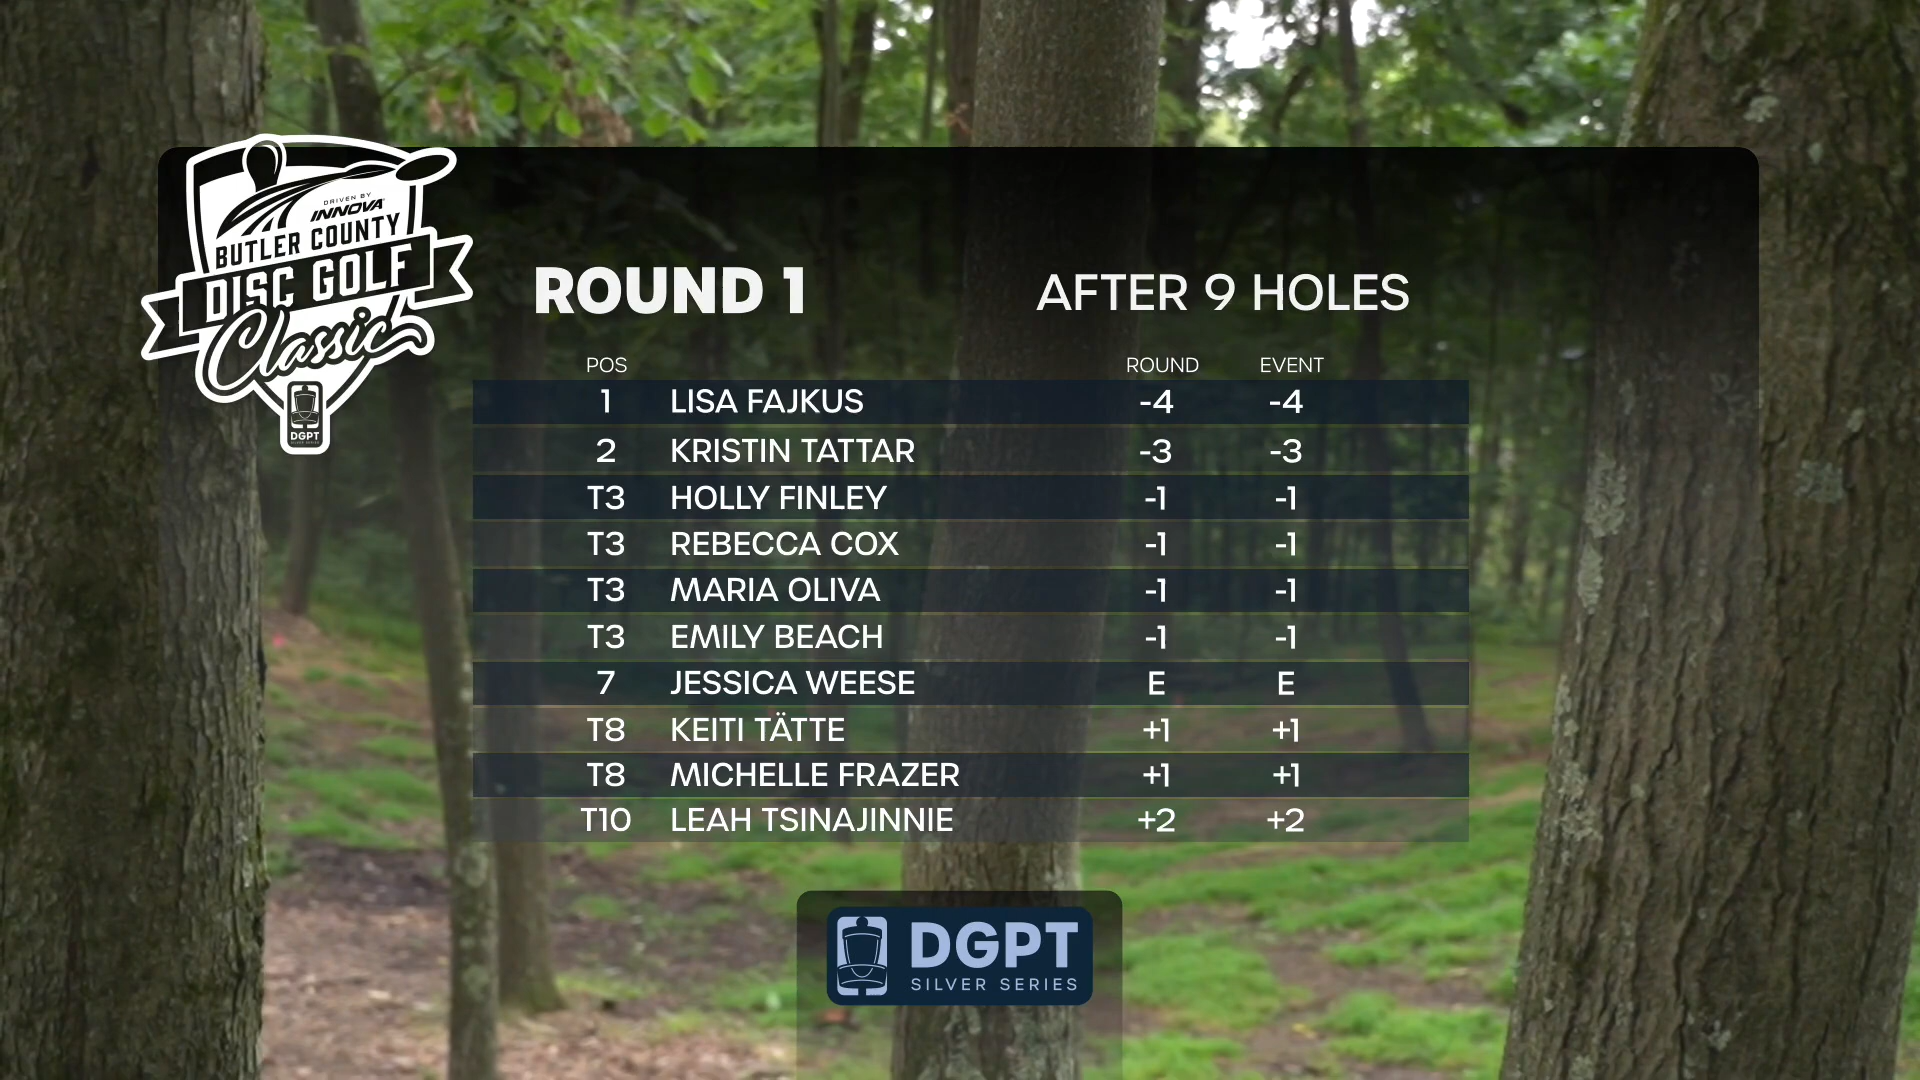 DRIVEN BY
INNOVA
BUTLER COUNTY
DISC GOLF
Classic
DGPT
SILVER SERIES
ROUND 1 AFTER 9 HOLES
POS ROUND EVENT
1 LISA FAJKUS -4 -4
2 KRISTIN TATTAR -3 -3
T3 HOLLY FINLEY -1 -1
T3 REBECCA COX -1 -1
T3 MARIA OLIVA -1 -1
T3 EMILY BEACH -1 -1
7 JESSICA WEESE E E
T8 KEITI TÄTTE +1 +1
T8 MICHELLE FRAZER +1 +1
T10 LEAH TSINAJINNIE +2 +2
DGPT
SILVER SERIES